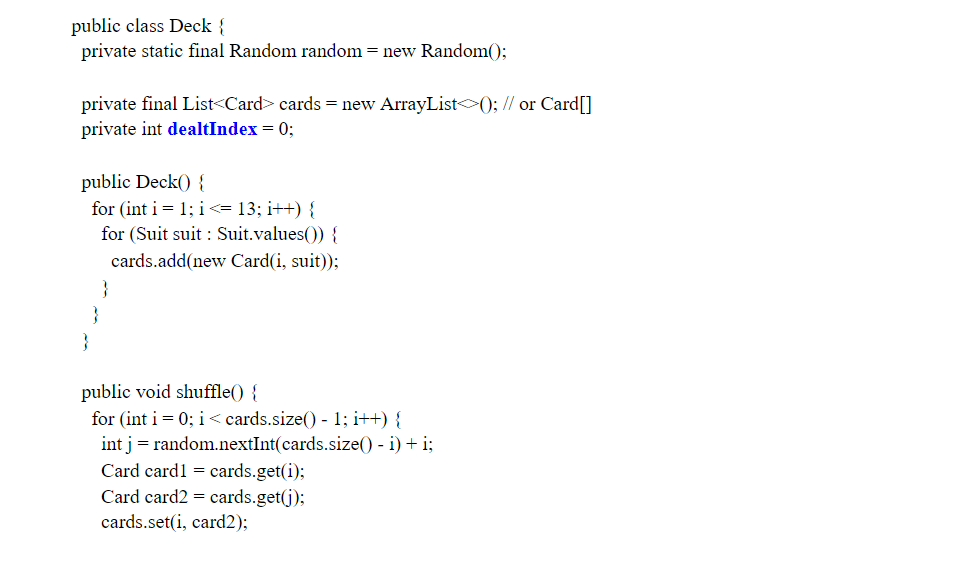 public class Deck {
private static final Random random = new Random();
private final List<Card> cards = new ArrayList<>(); // or Card[]
private int dealtIndex = 0;
public Deck() {
for (int i = 1; i <= 13; i++) {
for (Suit suit : Suit.values()) {
cards.add(new Card(i, suit));
}
}
}
public void shuffle() {
for (int i = 0; i < cards.size() - 1; i++) {
int j = random.nextInt(cards.size() - i) + i;
Card card1 = cards.get(i);
Card card2 = cards.get(j);
cards.set(i, card2);